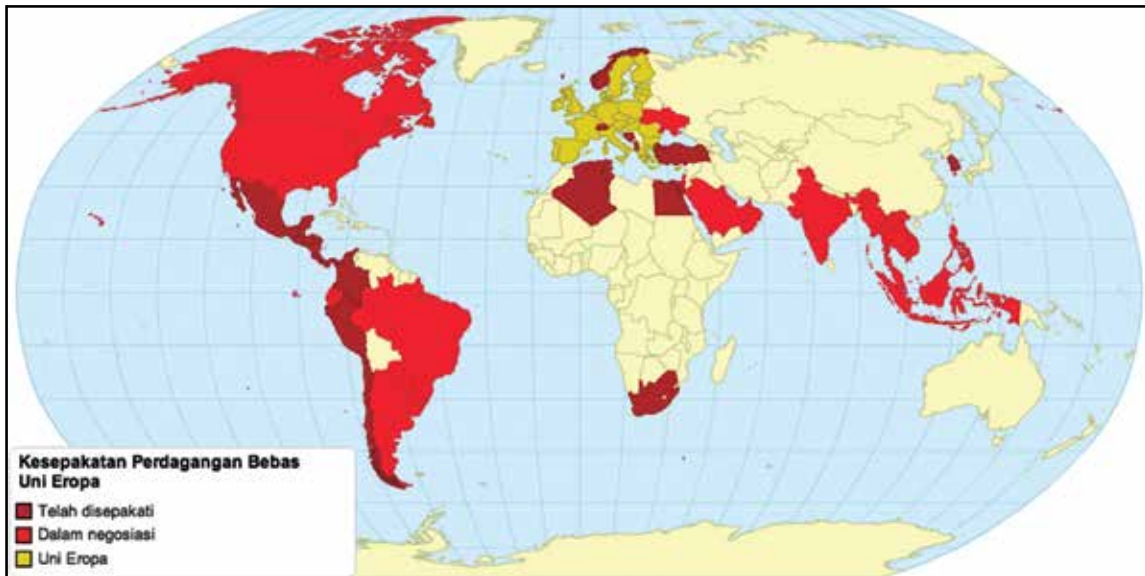 Kesepakatan Perdagangan Bebas
Uni Eropa
Telah disepakati
Dalam negosiasi
Uni Eropa